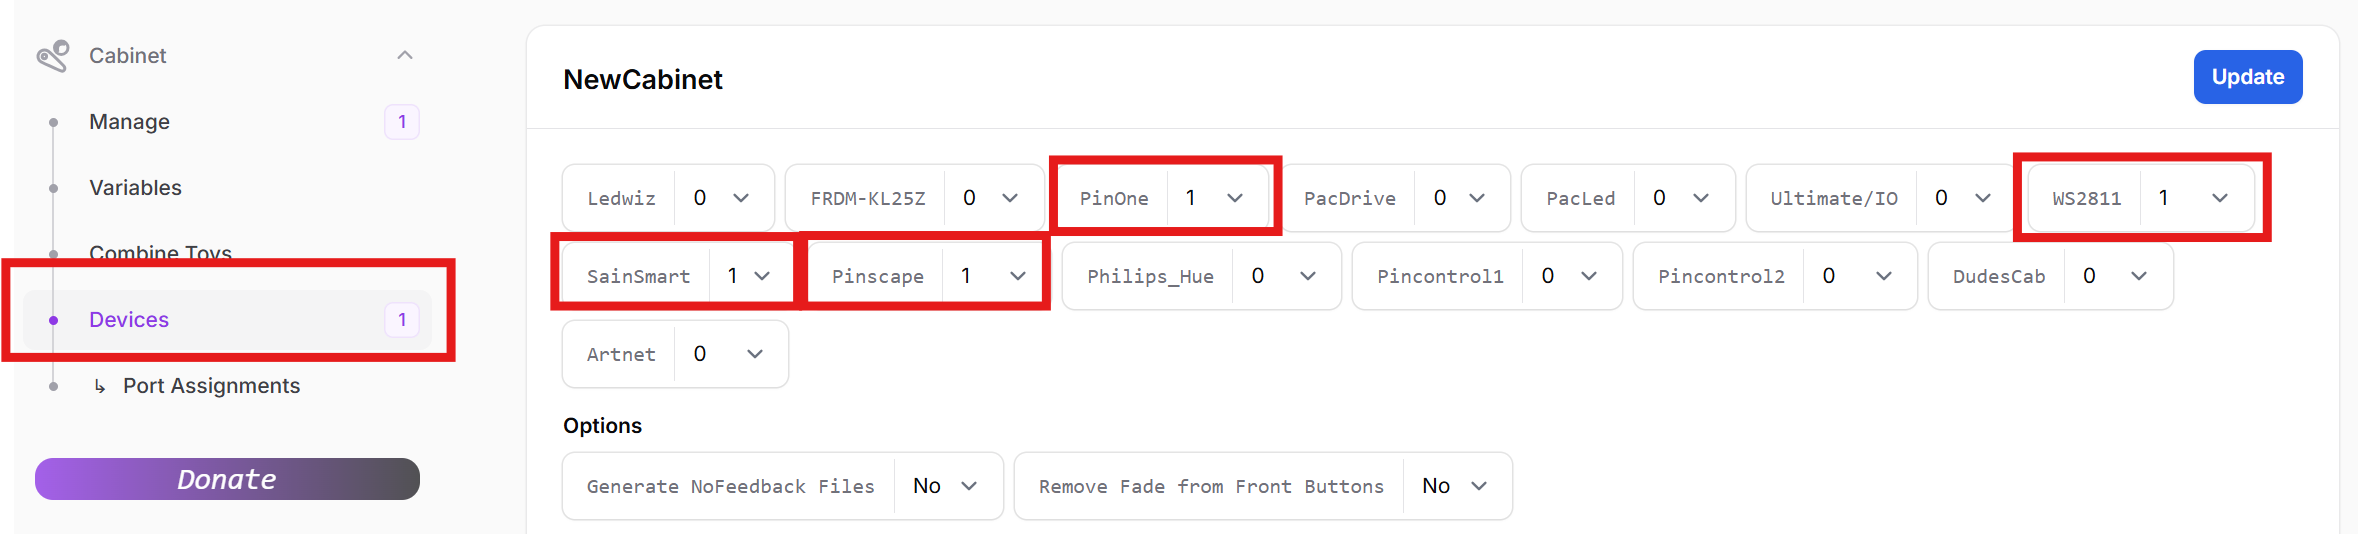 Cabinet
Manage 1
Variables
Combine Toys
Devices 1
↳ Port Assignments
Donate
NewCabinet
Update
Ledwiz 0 FRDM-KL25Z 0 PinOne 1 PacDrive 0 PacLed 0 Ultimate/IO 0 WS2811 1
SainSmart 1 Pinscape 1 Philips_Hue 0 Pincontrol1 0 Pincontrol2 0 DudesCab 0
Artnet 0
Options
Generate NoFeedback Files No Remove Fade from Front Buttons No